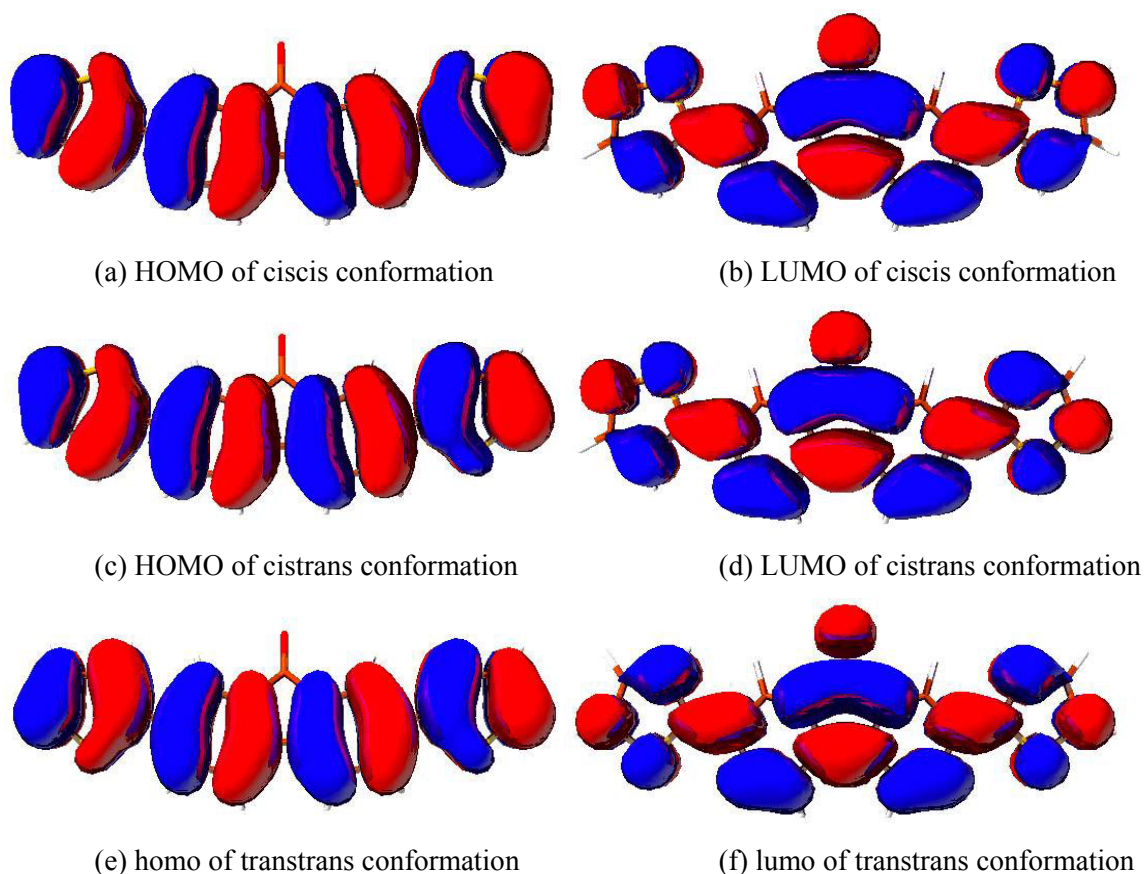 (a) HOMO of ciscis conformation
(b) LUMO of ciscis conformation
(c) HOMO of cistrans conformation
(d) LUMO of cistrans conformation
(e) homo of transtrans conformation
(f) lumo of transtrans conformation